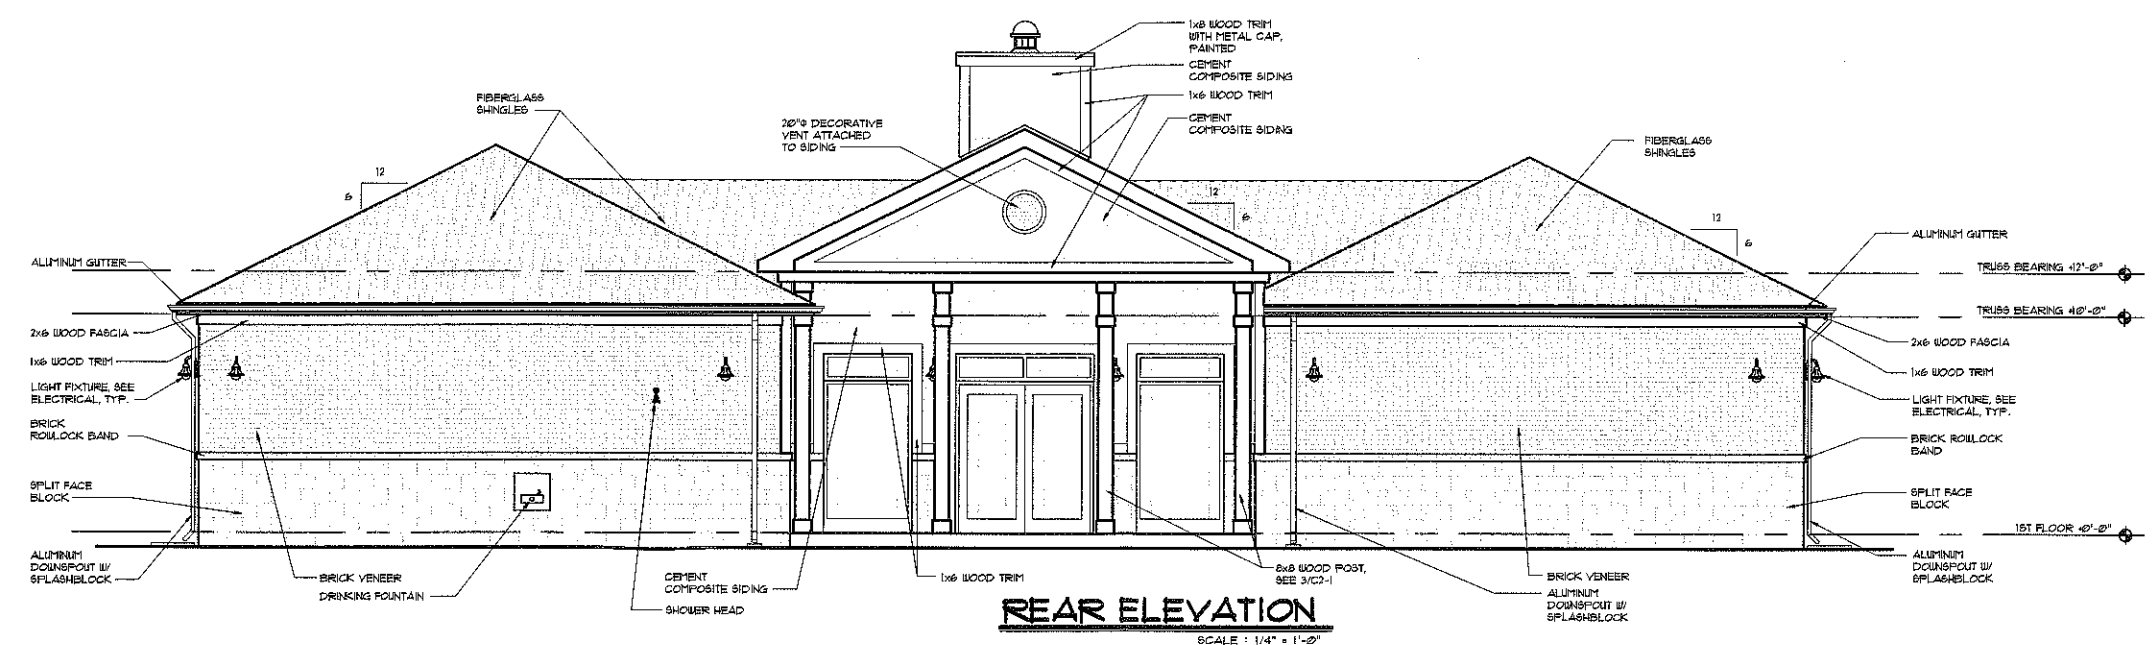 1x8 WOOD TRIM
WITH METAL CAP,
PAINTED
CEMENT
COMPOSITE SIDING
1x6 WOOD TRIM
CEMENT
COMPOSITE SIDING
FIBERGLASS
SHINGLES
20"Φ DECORATIVE
VENT ATTACHED
TO SIDING
FIBERGLASS
SHINGLES
12
6
12
6
12
6
ALUMINUM GUTTER
2x6 WOOD FASCIA
1x6 WOOD TRIM
LIGHT FIXTURE, SEE
ELECTRICAL, TYP.
BRICK
ROWLOCK BAND
SPLIT FACE
BLOCK
ALUMINUM
DOWNSPOUT W/
SPLASHBLOCK
BRICK VENEER
DRINKING FOUNTAIN
SHOWER HEAD
CEMENT
COMPOSITE SIDING
1x6 WOOD TRIM
8x8 WOOD POST,
SEE 3/C2-1
ALUMINUM GUTTER
TRUSS BEARING +12'-0"
TRUSS BEARING +10'-0"
2x6 WOOD FASCIA
1x6 WOOD TRIM
LIGHT FIXTURE, SEE
ELECTRICAL, TYP.
BRICK ROWLOCK
BAND
SPLIT FACE
BLOCK
1ST FLOOR +0'-0"
ALUMINUM
DOWNSPOUT W/
SPLASHBLOCK
BRICK VENEER
ALUMINUM
DOWNSPOUT W/
SPLASHBLOCK
REAR ELEVATION
SCALE : 1/4" = 1'-0"